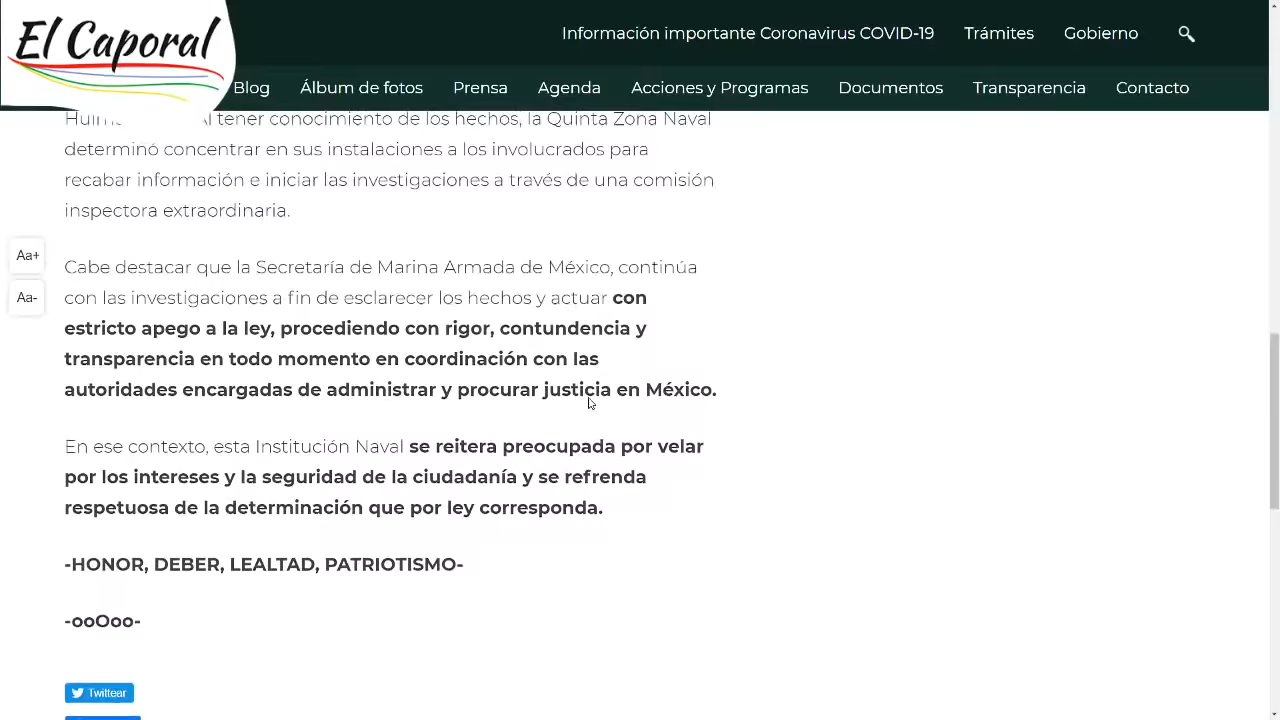 El Caporal
Información importante Coronavirus COVID-19 Trámites Gobierno
Blog Álbum de fotos Prensa Agenda Acciones y Programas Documentos Transparencia Contacto
tener conocimiento de los hechos, la Quinta Zona Naval
determinó concentrar en sus instalaciones a los involucrados para
recabar información e iniciar las investigaciones a través de una comisión
inspectora extraordinaria.
Aa+
Aa-
Cabe destacar que la Secretaría de Marina Armada de México, continúa
con las investigaciones a fin de esclarecer los hechos y actuar con
estricto apego a la ley, procediendo con rigor, contundencia y
transparencia en todo momento en coordinación con las
autoridades encargadas de administrar y procurar justicia en México.
En ese contexto, esta Institución Naval se reitera preocupada por velar
por los intereses y la seguridad de la ciudadanía y se refrenda
respetuosa de la determinación que por ley corresponda.
-HONOR, DEBER, LEALTAD, PATRIOTISMO-
-ooOoo-
Twittear